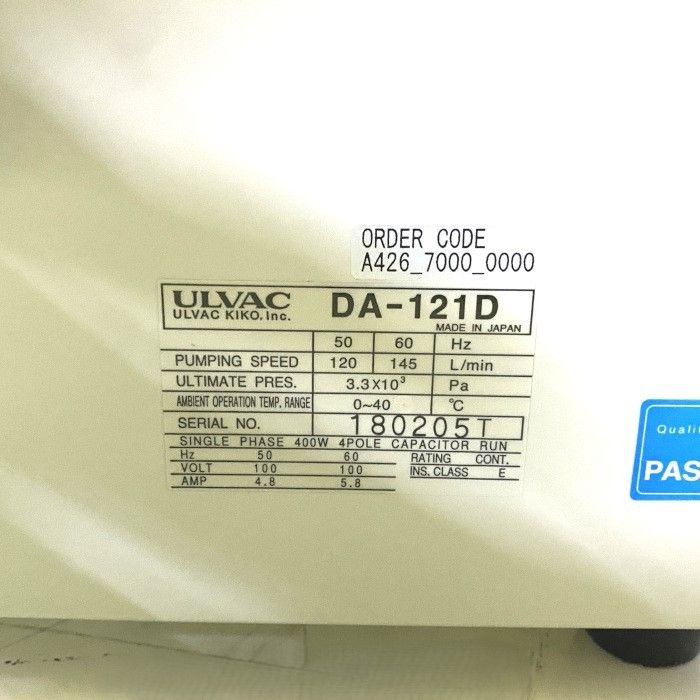 ORDER CODE
A426_7000_0000
ULVAC DA-121D
ULVAC KIKO, Inc. MADE IN JAPAN
50 60 Hz
PUMPING SPEED 120 145 L/min
ULTIMATE PRES. 3.3X10³ Pa
AMBIENT OPERATION TEMP. RANGE 0~40 °C
SERIAL NO. 180205T
SINGLE PHASE 400W 4POLE CAPACITOR RUN
Hz 50 60 RATING CONT.
VOLT 100 100 INS. CLASS E
AMP 4.8 5.8
Qualit
PAS